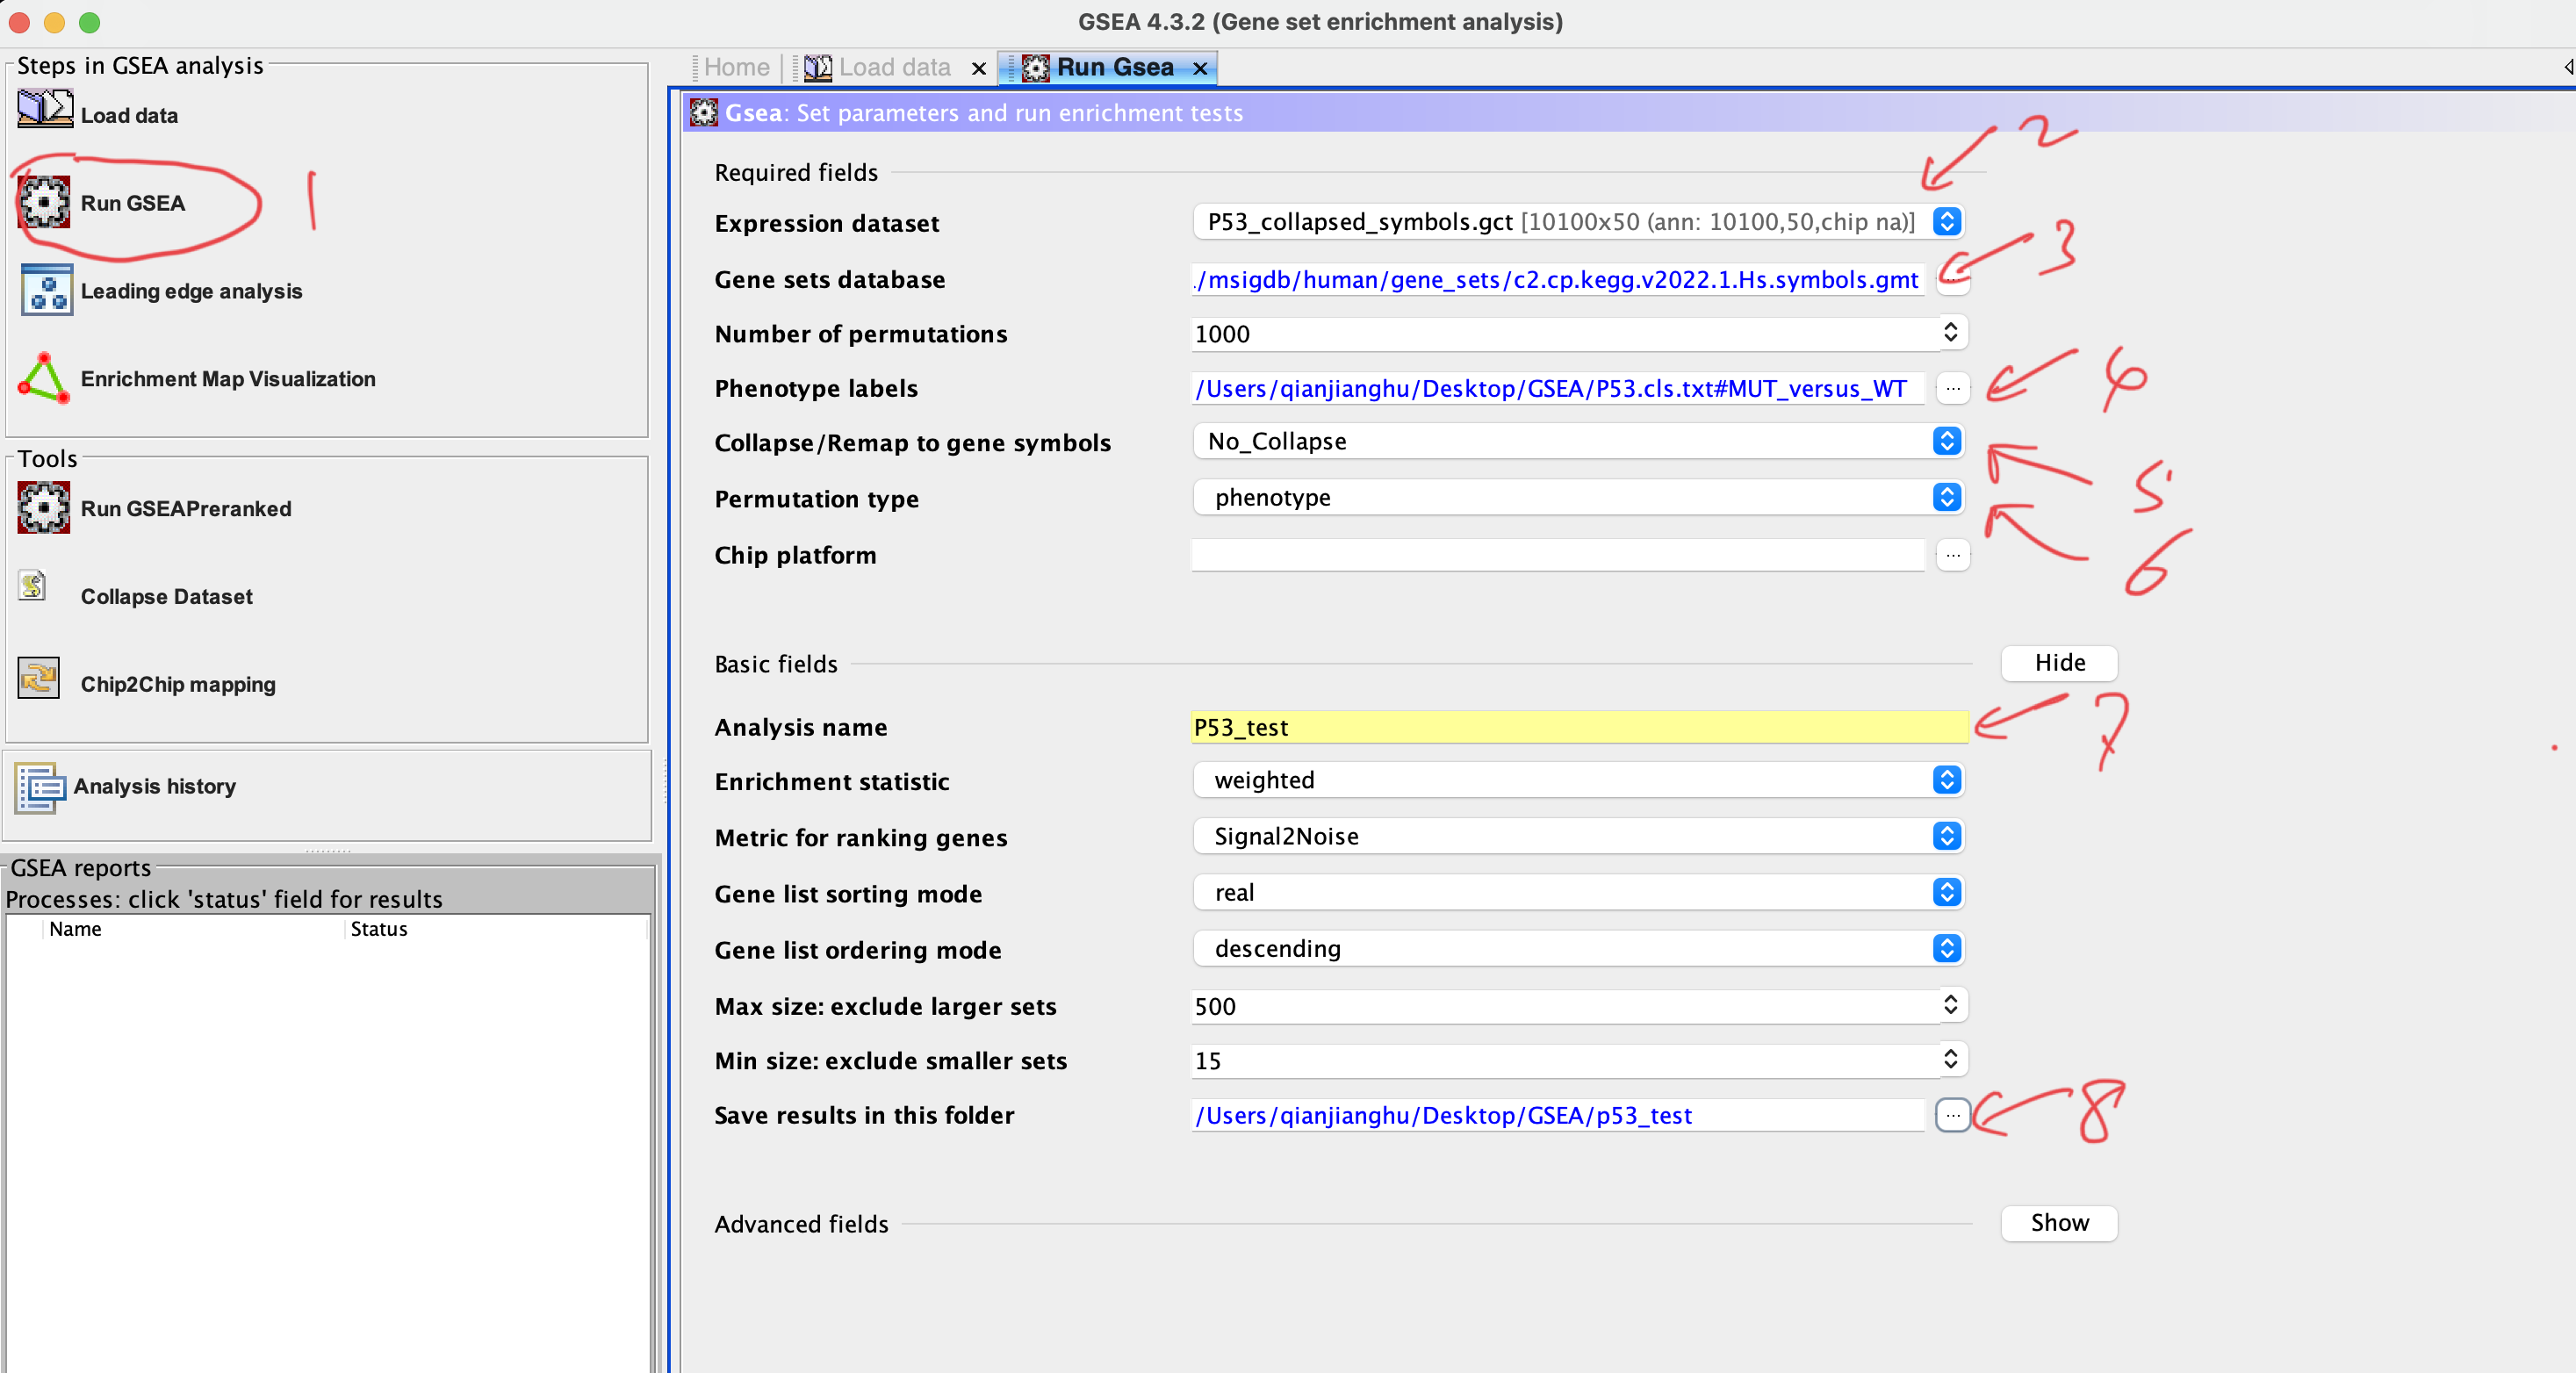 GSEA 4.3.2 (Gene set enrichment analysis)
Steps in GSEA analysis
Load data
Run GSEA
1
Leading edge analysis
Enrichment Map Visualization
Tools
Run GSEAPreranked
Collapse Dataset
Chip2Chip mapping
Analysis history
GSEA reports
Processes: click 'status' field for results
Name Status
Home Load data Run Gsea
Gsea: Set parameters and run enrichment tests
2
Required fields
Expression dataset P53_collapsed_symbols.gct [10100x50 (ann: 10100,50,chip na)]
3
Gene sets database ./msigdb/human/gene_sets/c2.cp.kegg.v2022.1.Hs.symbols.gmt ...
Number of permutations 1000
Phenotype labels /Users/qianjianghu/Desktop/GSEA/P53.cls.txt#MUT_versus_WT ... 4
Collapse/Remap to gene symbols No_Collapse
5
Permutation type phenotype
6
Chip platform ...
Basic fields Hide
Analysis name P53_test 7
Enrichment statistic weighted
Metric for ranking genes Signal2Noise
Gene list sorting mode real
Gene list ordering mode descending
Max size: exclude larger sets 500
Min size: exclude smaller sets 15
Save results in this folder /Users/qianjianghu/Desktop/GSEA/p53_test ... 8
Advanced fields Show